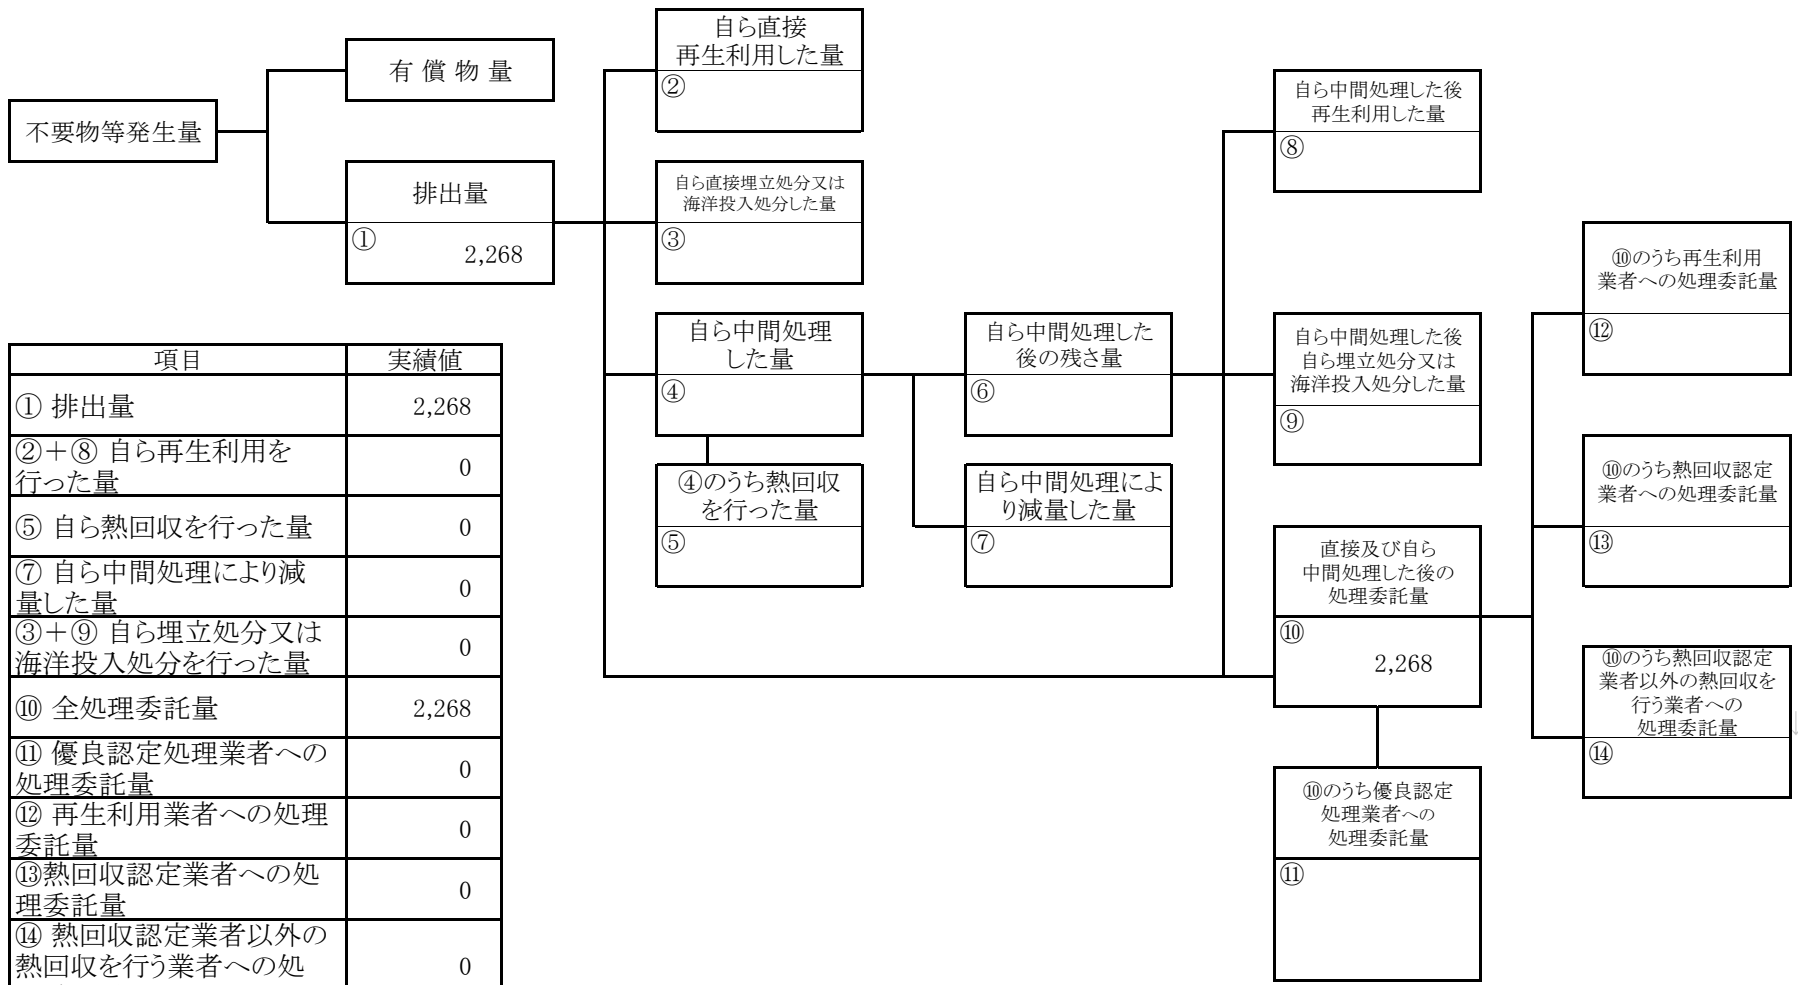 不要物等発生量
有 償 物 量
排出量
①
2,268
自ら直接
再生利用した量
②
自ら直接埋立処分又は
海洋投入処分した量
③
自ら中間処理
した量
④
④のうち熱回収
を行った量
⑤
自ら中間処理した
後の残さ量
⑥
自ら中間処理によ
り減量した量
⑦
自ら中間処理した後
再生利用した量
⑧
自ら中間処理した後
自ら埋立処分又は
海洋投入処分した量
⑨
直接及び自ら
中間処理した後の
処理委託量
⑩
2,268
⑩のうち優良認定
処理業者への
処理委託量
⑪
⑩のうち再生利用
業者への処理委託量
⑫
⑩のうち熱回収認定
業者への処理委託量
⑬
⑩のうち熱回収認定
業者以外の熱回収を
行う業者への
処理委託量
⑭
項目 実績値
① 排出量 2,268
②＋⑧ 自ら再生利用を
行った量 0
⑤ 自ら熱回収を行った量 0
⑦ 自ら中間処理により減
量した量 0
③＋⑨ 自ら埋立処分又は
海洋投入処分を行った量 0
⑩ 全処理委託量 2,268
⑪ 優良認定処理業者への
処理委託量 0
⑫ 再生利用業者への処理
委託量 0
⑬熱回収認定業者への処
理委託量 0
⑭ 熱回収認定業者以外の
熱回収を行う業者への処 0